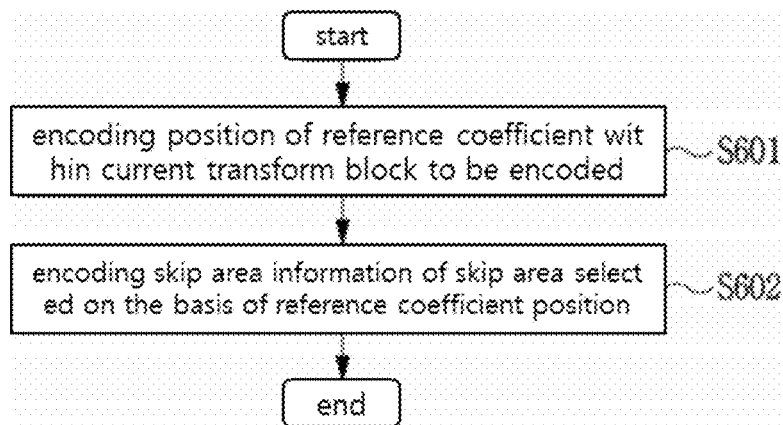 start
encoding position of reference coefficient wit
hin current transform block to be encoded
S601
encoding skip area information of skip area select
ed on the basis of reference coefficient position
S602
end